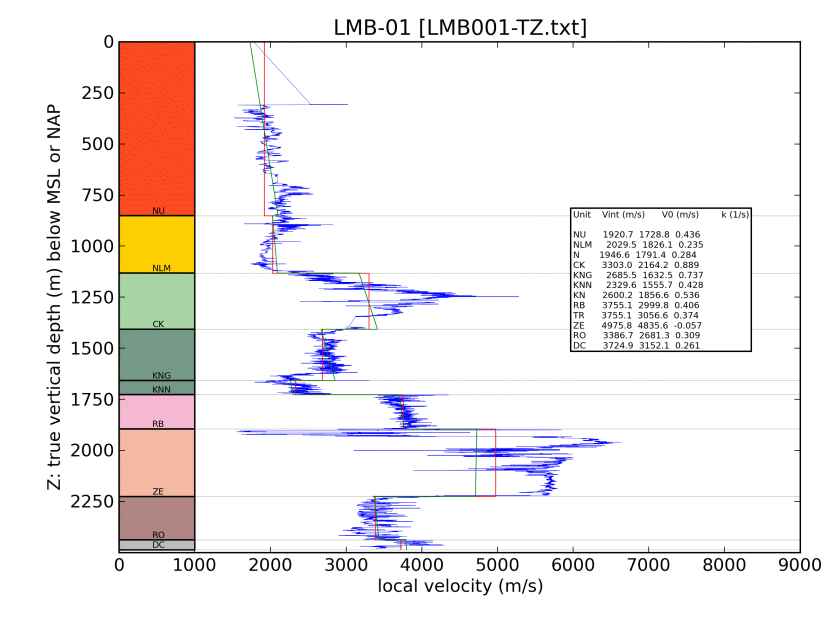 LMB-01 [LMB001-TZ.txt]
Z: true vertical depth (m) below MSL or NAP
0
250
500
750
1000
1250
1500
1750
2000
2250
NU
NLM
CK
KNG
KNN
RB
ZE
RO
DC
Unit Vint (m/s) V0 (m/s) k (1/s)
NU 1920.7 1728.8 0.436
NLM 2029.5 1826.1 0.235
N 1946.6 1791.4 0.284
CK 3303.0 2164.2 0.889
KNG 2685.5 1632.5 0.737
KNN 2329.6 1555.7 0.428
KN 2600.2 1856.6 0.536
RB 3755.1 2999.8 0.406
TR 3755.1 3056.6 0.374
ZE 4975.8 4835.6 -0.057
RO 3386.7 2681.3 0.309
DC 3724.9 3152.1 0.261
0 1000 2000 3000 4000 5000 6000 7000 8000 9000
local velocity (m/s)